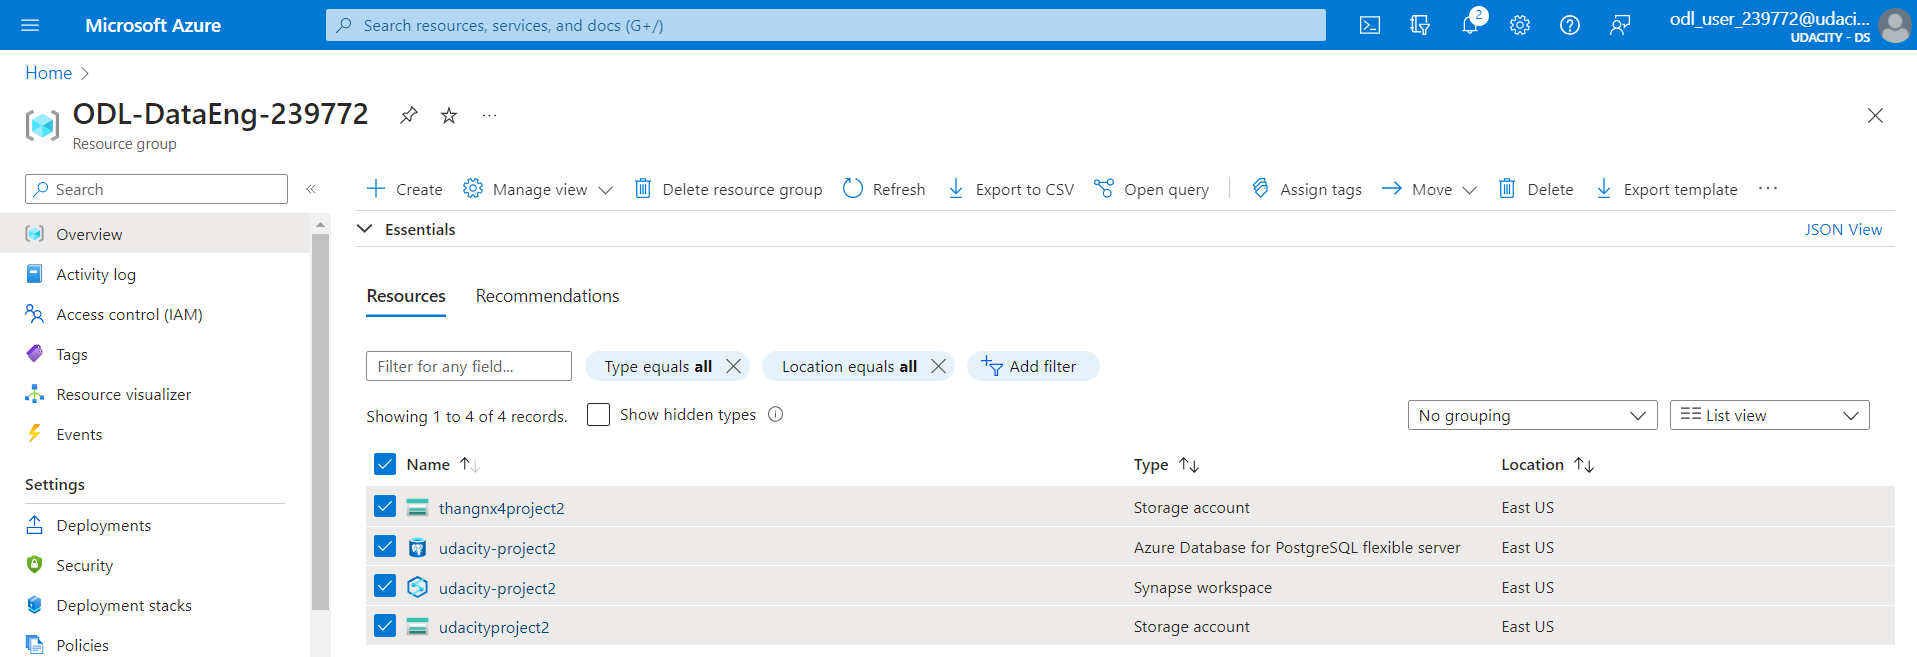 Microsoft Azure
Search resources, services, and docs (G+/)
2
odl_user_239772@udaci...
UDACITY - DS
Home
ODL-DataEng-239772
...
Resource group
Search
Create
Manage view
Delete resource group
Refresh
Export to CSV
Open query
Assign tags
Move
Delete
Export template
...
Overview
Essentials
JSON View
Activity log
Access control (IAM)
Tags
Resource visualizer
Events
Settings
Deployments
Security
Deployment stacks
Policies
Resources
Recommendations
Filter for any field...
Type equals all
Location equals all
Add filter
Showing 1 to 4 of 4 records.
Show hidden types
No grouping
List view
Name
Type
Location
thangnx4project2
Storage account
East US
udacity-project2
Azure Database for PostgreSQL flexible server
East US
udacity-project2
Synapse workspace
East US
udacityproject2
Storage account
East US